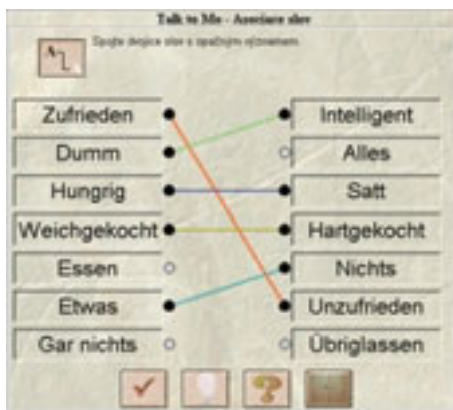 Talk to Me - Asociace slov
Spojte dvojice slov s opačným významem.
Zufrieden Intelligent
Dumm Alles
Hungrig Satt
Weichgekocht Hartgekocht
Essen Nichts
Etwas Unzufrieden
Gar nichts Übriglassen